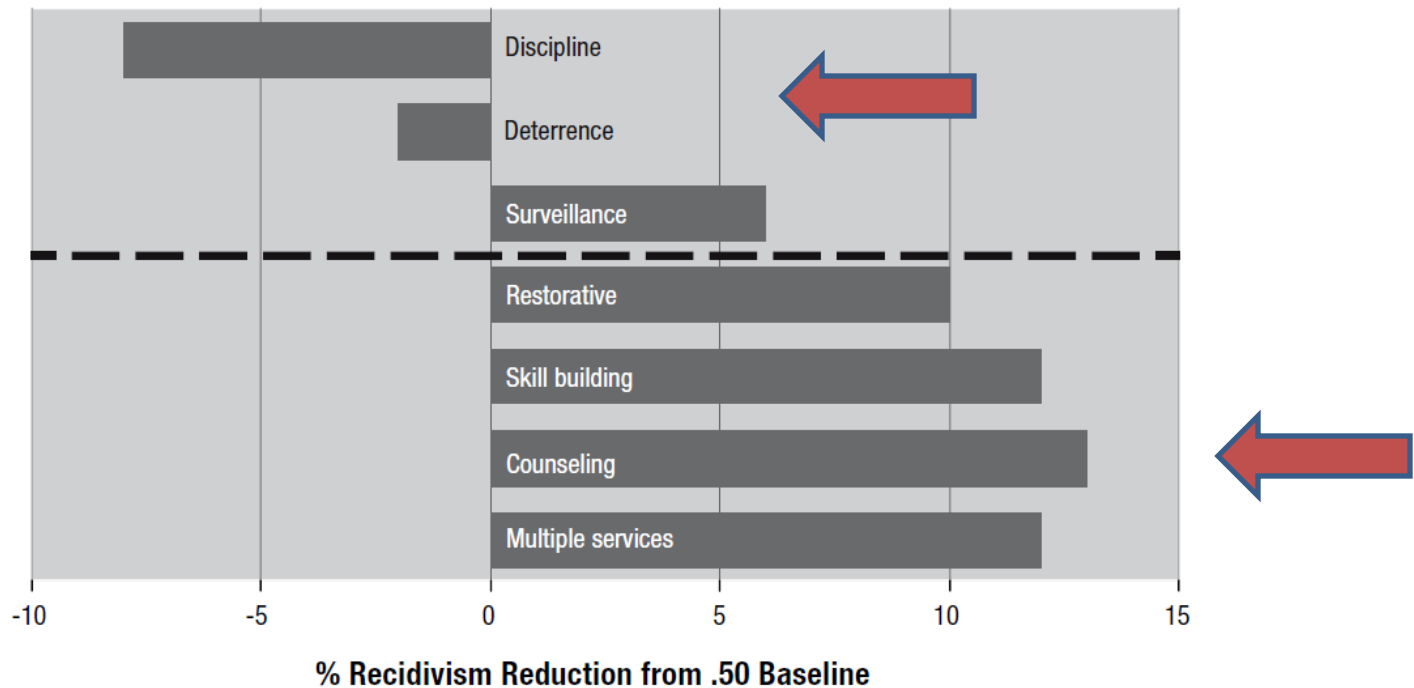 Discipline
Deterrence
Surveillance
Restorative
Skill building
Counseling
Multiple services
-10 -5 0 5 10 15
% Recidivism Reduction from .50 Baseline